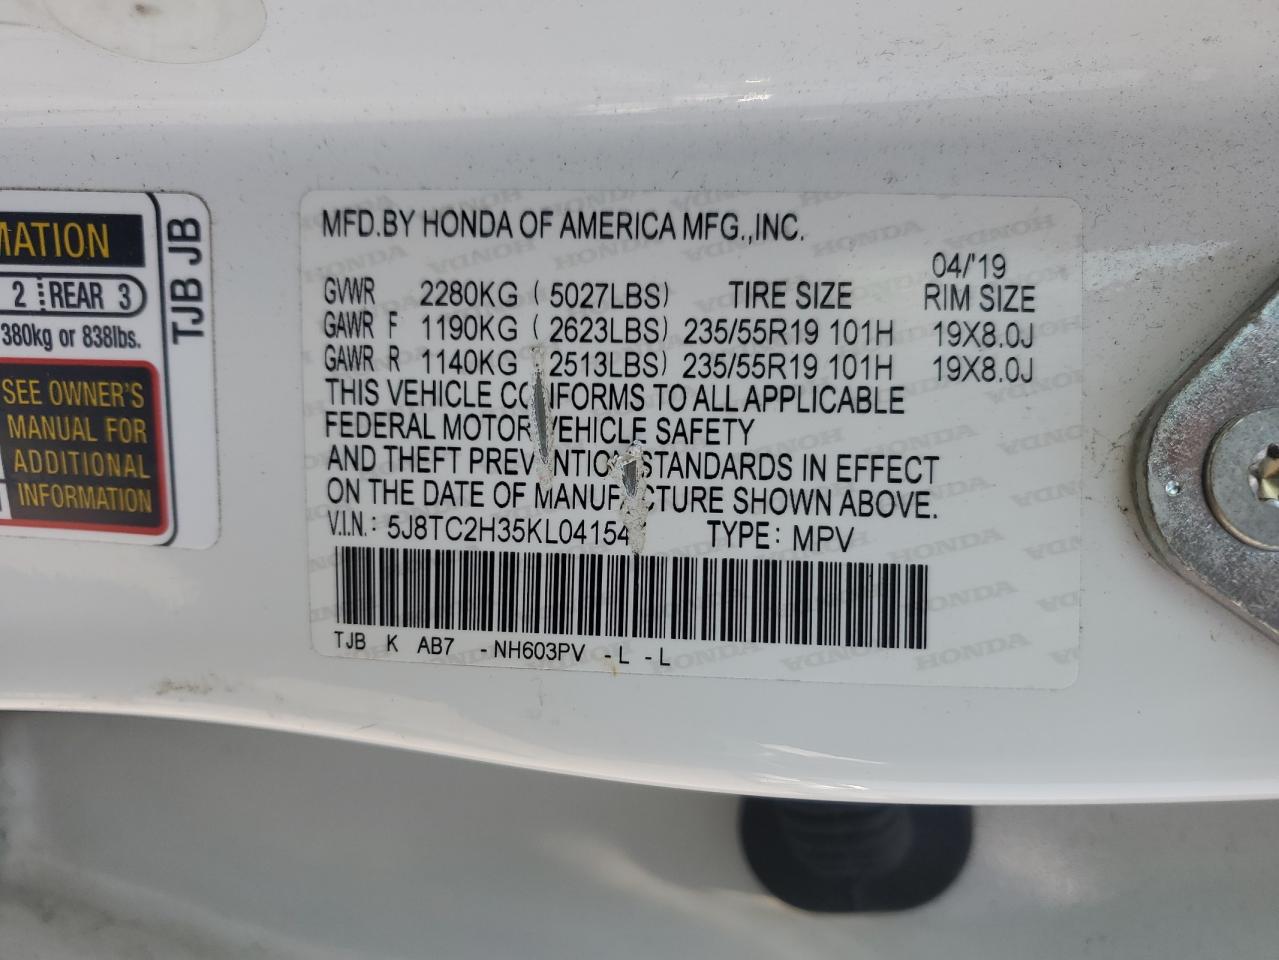 MATION
2 REAR 3
380kg or 838lbs.
SEE OWNER'S
MANUAL FOR
ADDITIONAL
INFORMATION
TJB JB
MFD.BY HONDA OF AMERICA MFG.,INC.
04/'19
GVWR 2280KG ( 5027LBS) TIRE SIZE RIM SIZE
GAWR F 1190KG ( 2623LBS) 235/55R19 101H 19X8.0J
GAWR R 1140KG ( 2513LBS) 235/55R19 101H 19X8.0J
THIS VEHICLE CONFORMS TO ALL APPLICABLE
FEDERAL MOTOR VEHICLE SAFETY
AND THEFT PREVENTION STANDARDS IN EFFECT
ON THE DATE OF MANUFACTURE SHOWN ABOVE.
V.I.N.: TYPE: MPV
TJB K AB7 - NH603PV - L - L